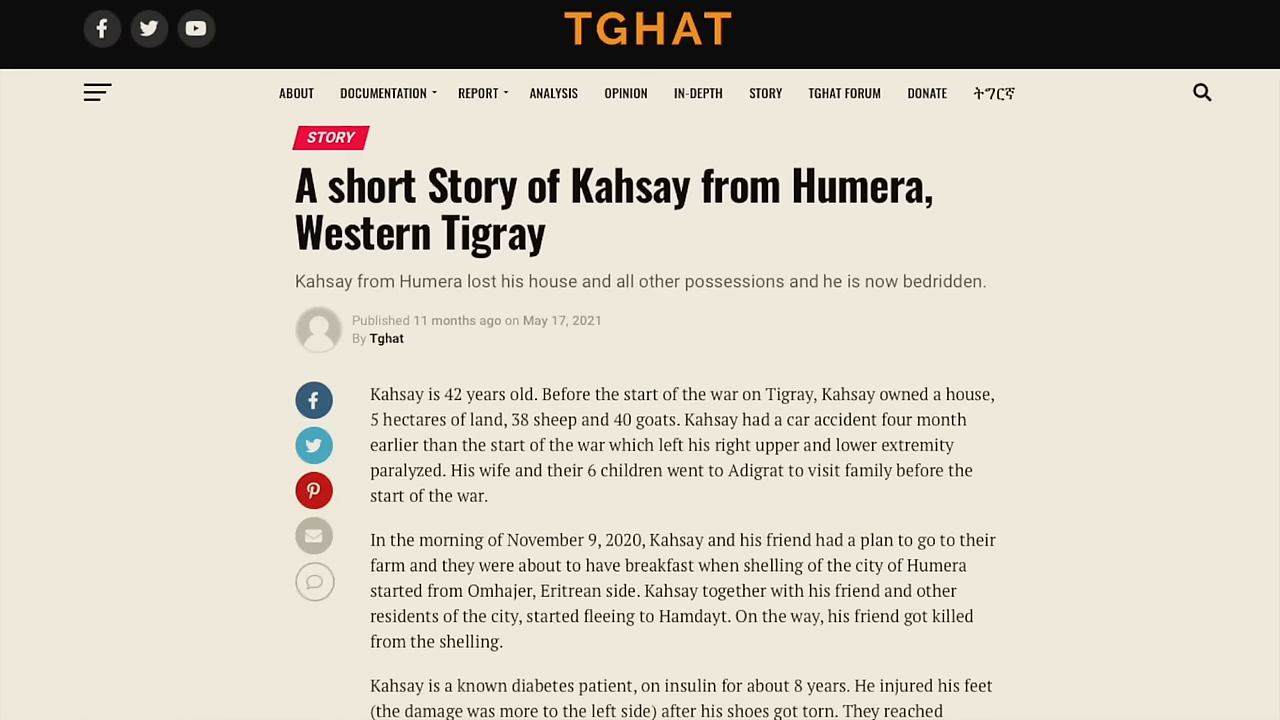 TGHAT
ABOUT
DOCUMENTATION
REPORT
ANALYSIS
OPINION
IN-DEPTH
STORY
TGHAT FORUM
DONATE
ትግርኛ
STORY
A short Story of Kahsay from Humera,
Western Tigray
Kahsay from Humera lost his house and all other possessions and he is now bedridden.
Published 11 months ago on May 17, 2021
By Tghat
Kahsay is 42 years old. Before the start of the war on Tigray, Kahsay owned a house,
5 hectares of land, 38 sheep and 40 goats. Kahsay had a car accident four month
earlier than the start of the war which left his right upper and lower extremity
paralyzed. His wife and their 6 children went to Adigrat to visit family before the
start of the war.
In the morning of November 9, 2020, Kahsay and his friend had a plan to go to their
farm and they were about to have breakfast when shelling of the city of Humera
started from Omhajer, Eritrean side. Kahsay together with his friend and other
residents of the city, started fleeing to Hamdayt. On the way, his friend got killed
from the shelling.
Kahsay is a known diabetes patient, on insulin for about 8 years. He injured his feet
(the damage was more to the left side) after his shoes got torn. They reached